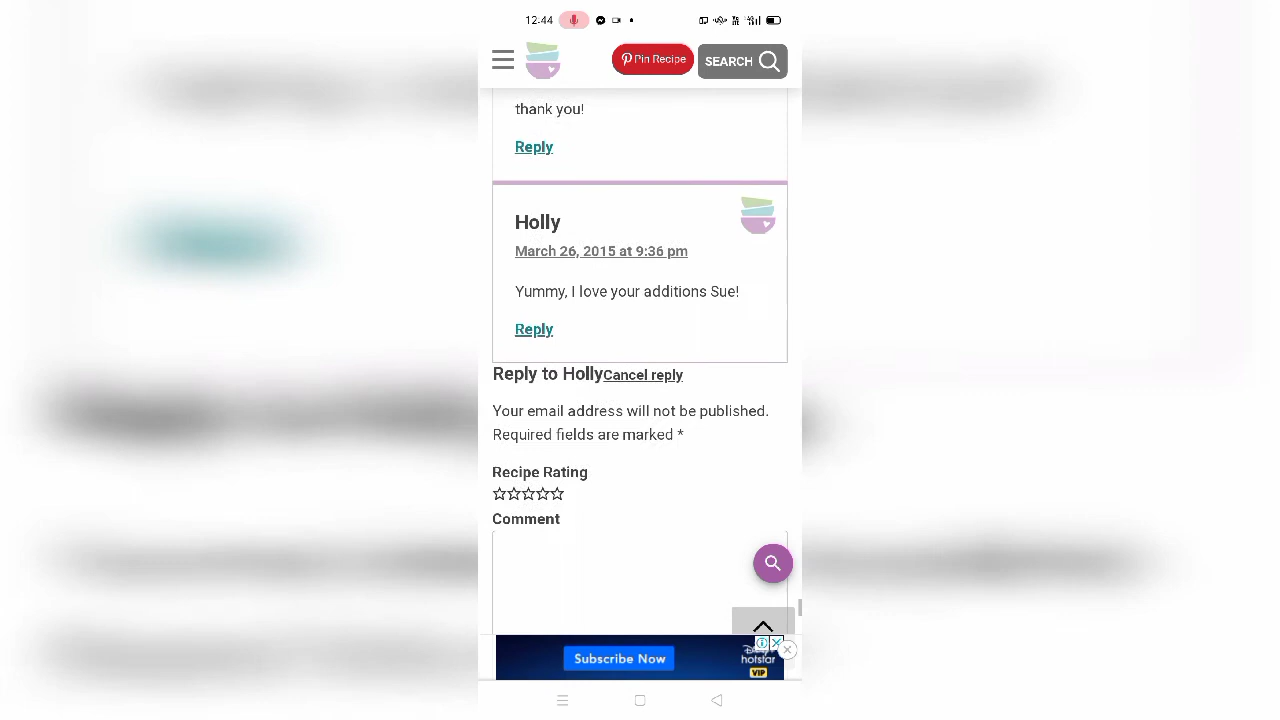 12.44
Pin Recipe
SEARCH
thank you!
Reply
Holly
March 26, 2015 at 9:36 pm
Yummy, I love your additions Sue!
Reply
Reply to HollyCancel reply
Your email address will not be published.
Required fields are marked *
Recipe Rating
Comment
Subscribe Now
Disney+
hotstar
VIP